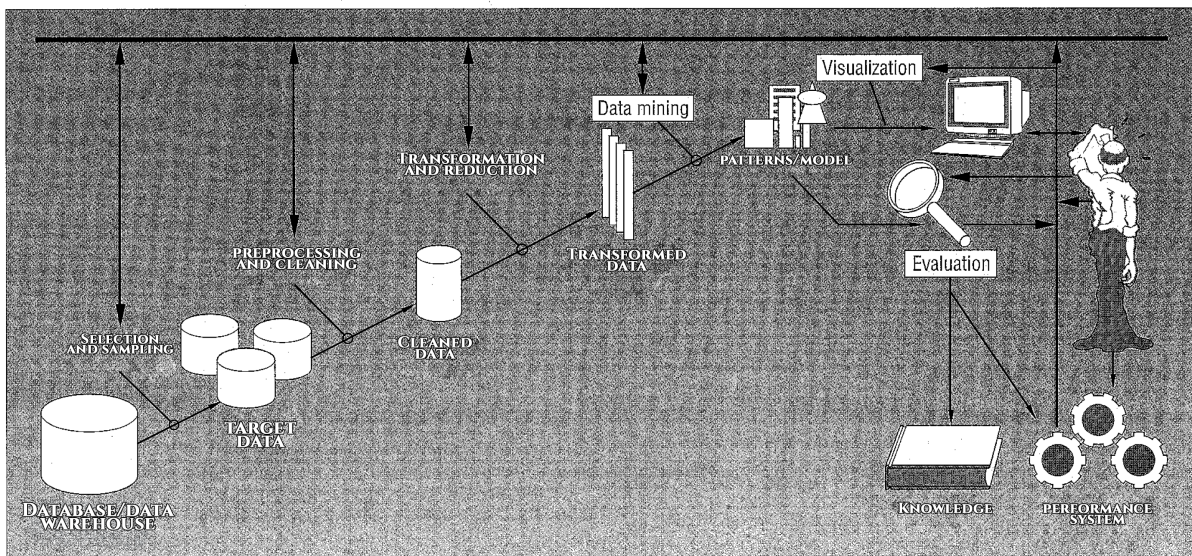 Visualization
Data mining
PATTERNS/MODEL
TRANSFORMATION
AND REDUCTION
TRANSFORMED
DATA
PREPROCESSING
AND CLEANING
Evaluation
CLEANED
DATA
SELECTION
AND SAMPLING
TARGET
DATA
DATABASE/DATA
WAREHOUSE
KNOWLEDGE
PERFORMANCE
SYSTEM